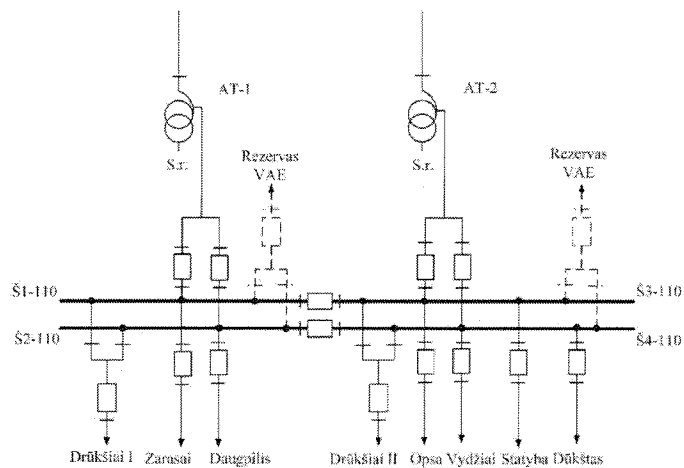 AT-1
AT-2
S.r.
Rezervas
VAE
S.r.
Rezervas
VAE
Š1-110
Š3-110
Š2-110
Š4-110
Drūkšiai I Zarasai Daugpilis Drūkšiai II Opsa Vydžiai Statyba Dūkštas